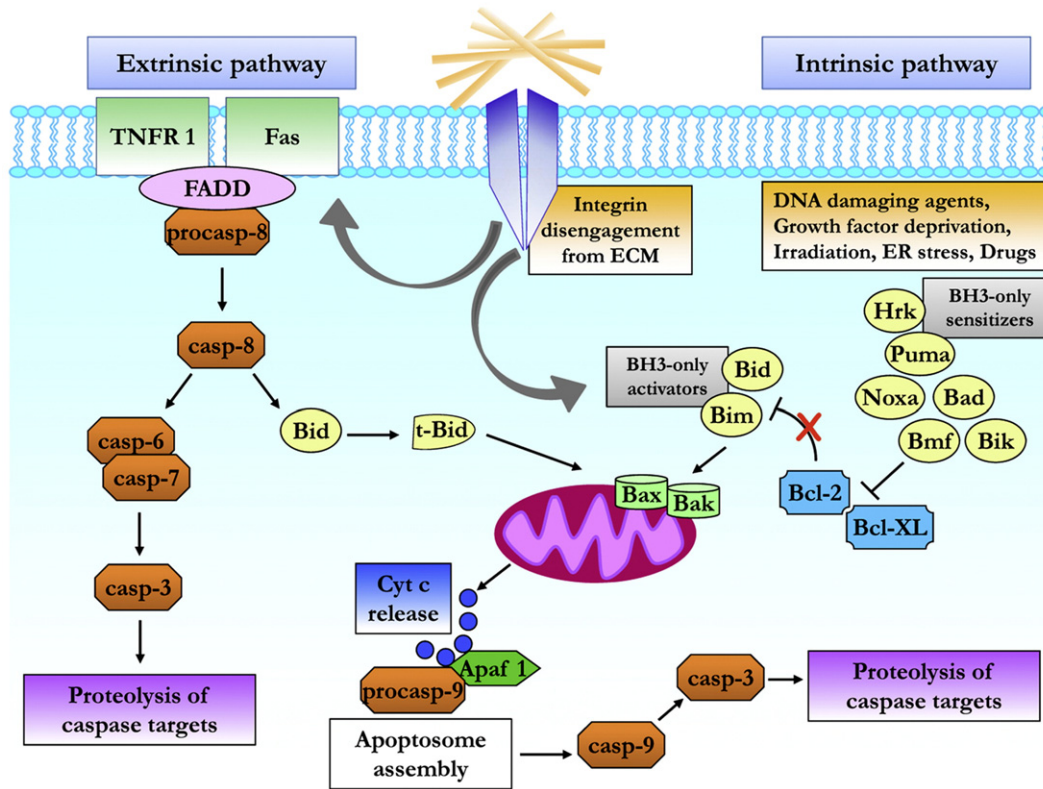 Extrinsic pathway
Intrinsic pathway
TNFR 1
Fas
FADD
procasp-8
Integrin
disengagement
from ECM
DNA damaging agents,
Growth factor deprivation,
Irradiation, ER stress, Drugs
Hrk
BH3-only
sensitizers
Puma
casp-8
BH3-only
activators
Bid
Bim
Noxa
Bad
Bmf
Bik
casp-6
casp-7
Bid
t-Bid
Bax
Bak
Bcl-2
Bcl-XL
casp-3
Cyt c
release
Apaf 1
procasp-9
Proteolysis of
caspase targets
Apoptosome
assembly
casp-9
casp-3
Proteolysis of
caspase targets